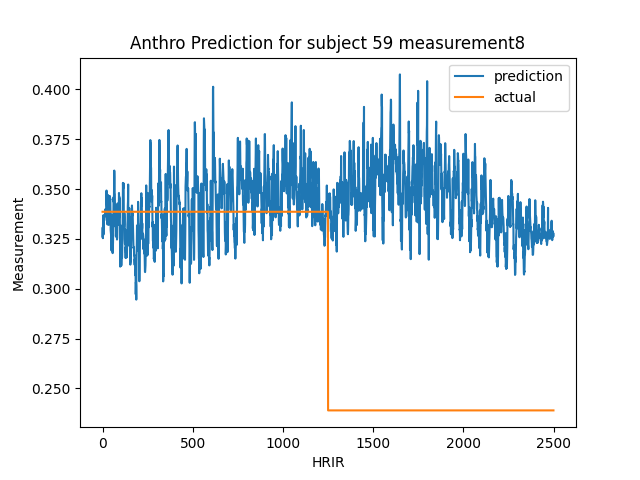 Anthro Prediction for subject 59 measurement8
prediction
actual
0.400
0.375
0.350
0.325
0.300
0.275
0.250
Measurement
0
500
1000
1500
2000
2500
HRIR